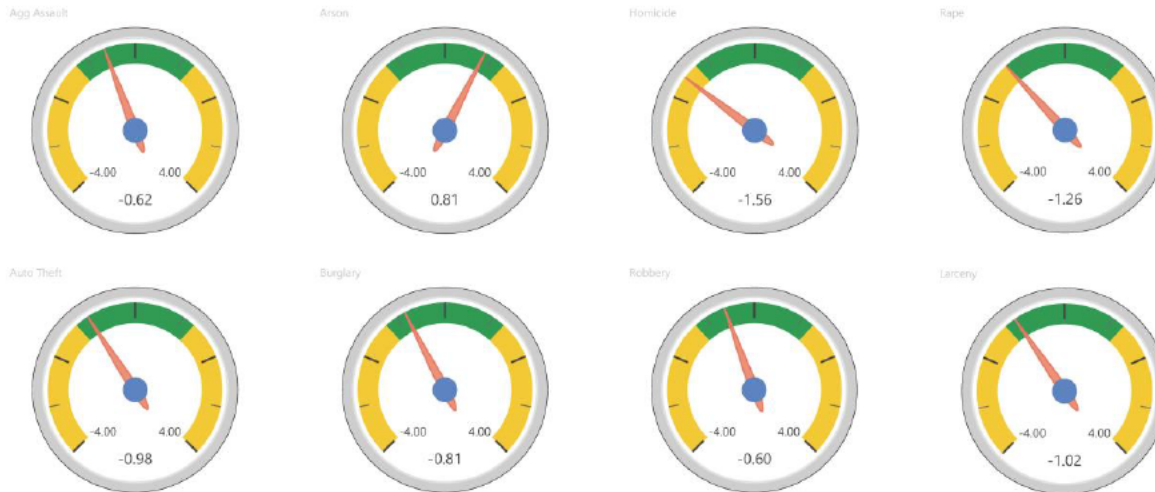 Agg Assault
Arson
Homicide
Rape
-4.00 4.00
-0.62
-4.00 4.00
0.81
-4.00 4.00
-1.56
-4.00 4.00
-1.26
Auto Theft
Burglary
Robbery
Larceny
-4.00 4.00
-0.98
-4.00 4.00
-0.81
-4.00 4.00
-0.60
-4.00 4.00
-1.02